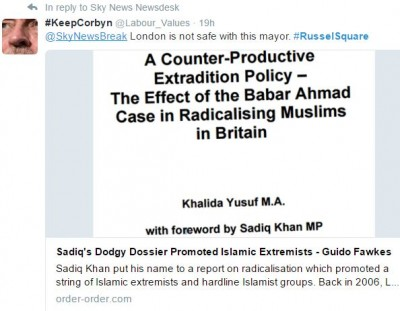 In reply to Sky News Newsdesk
#KeepCorbyn @Labour_Values · 19h
@SkyNewsBreak London is not safe with this mayor. #RusselSquare
A Counter-Productive
Extradition Policy –
The Effect of the Babar Ahmad
Case in Radicalising Muslims
in Britain
Khalida Yusuf M.A.
with foreword by Sadiq Khan MP
Sadiq's Dodgy Dossier Promoted Islamic Extremists - Guido Fawkes
Sadiq Khan put his name to a report on radicalisation which promoted a
string of Islamic extremists and hardline Islamist groups. Back in 2006, L...
order-order.com